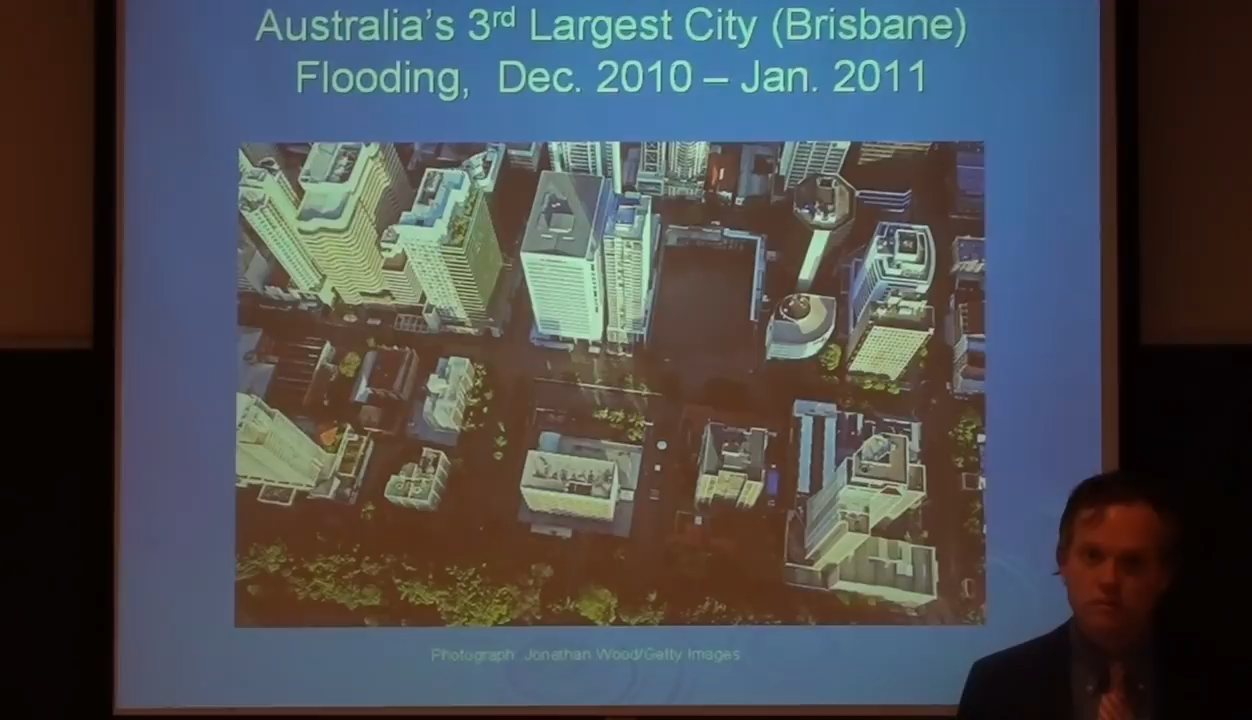 Australia's 3rd Largest City (Brisbane)
Flooding, Dec. 2010 – Jan. 2011
Photograph: Jonathan Wood/Getty Images